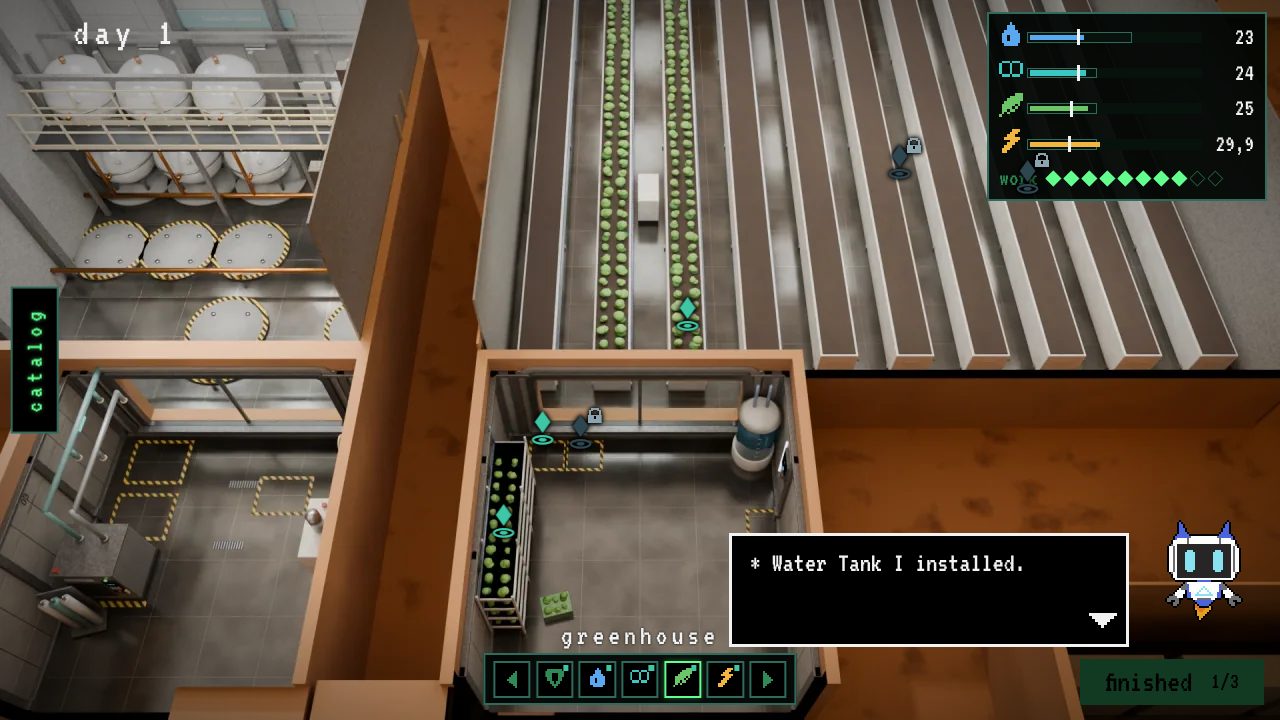 day 1
23
24
25
29,9
catalog
* Water Tank I installed.
greenhouse
finished 1/3